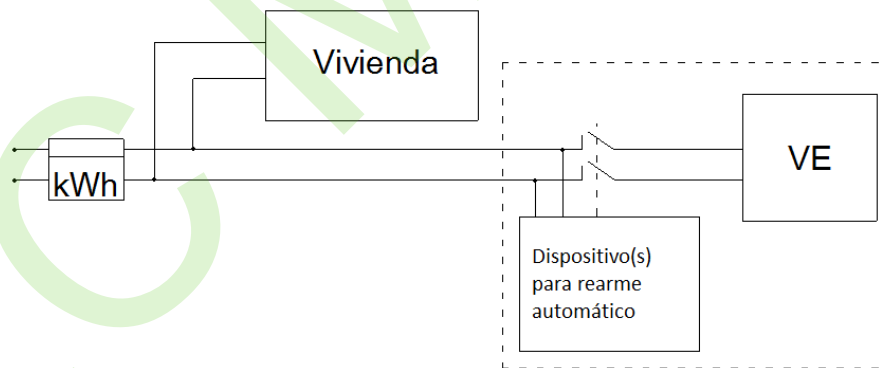 Vivienda
kWh
VE
Dispositivo(s)
para rearme
automático